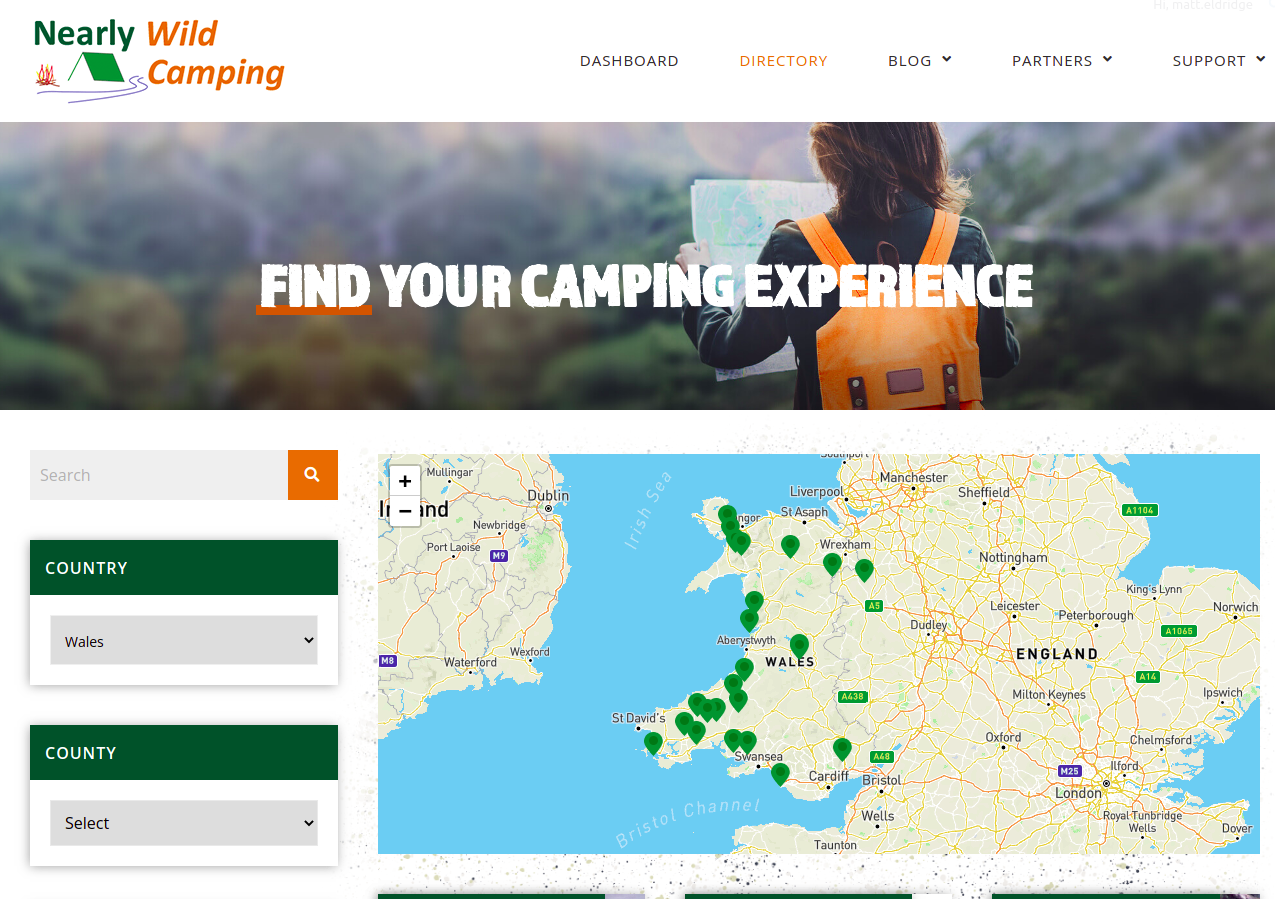 Hi, matt.eldridge
Nearly Wild
Camping
DASHBOARD
DIRECTORY
BLOG
PARTNERS
SUPPORT
FIND YOUR CAMPING EXPERIENCE
Search
COUNTRY
Wales
COUNTY
Select
+
−
Mullingar
Dublin
Newbridge
Port Laoise
M9
M8
Waterford
Wexford
Irish Sea
Southport
Liverpool
Manchester
Sheffield
A1104
St Asaph
Wrexham
Nottingham
A5
King's Lynn
Norwich
Leicester
Peterborough
Dudley
A1065
Aberystwyth
WALES
ENGLAND
A14
A438
Milton Keynes
Ipswich
St David's
Oxford
Chelmsford
Swansea
A48
M25
Ilford
Cardiff
Bristol
London
Bristol Channel
Wells
Royal Tunbridge
Wells
Dover
Taunton